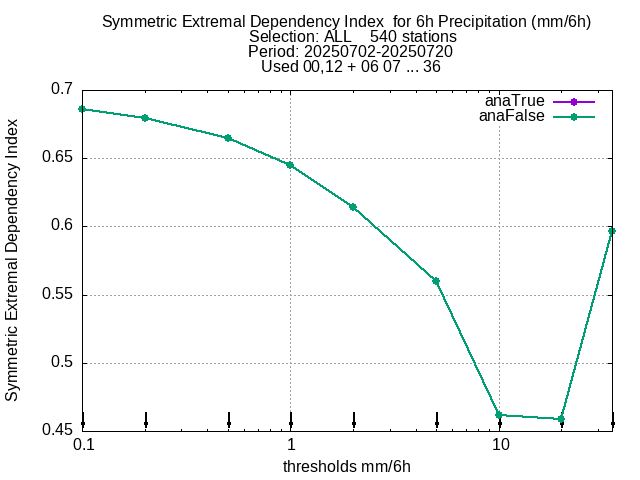 Symmetric Extremal Dependency Index  for 6h Precipitation (mm/6h)
Selection: ALL    540 stations
Period: 20250702-20250720
Used 00,12 + 06 07 ... 36
anaTrue
anaFalse
Symmetric Extremal Dependency Index
0.7
0.65
0.6
0.55
0.5
0.45
0.1 1 10
thresholds mm/6h